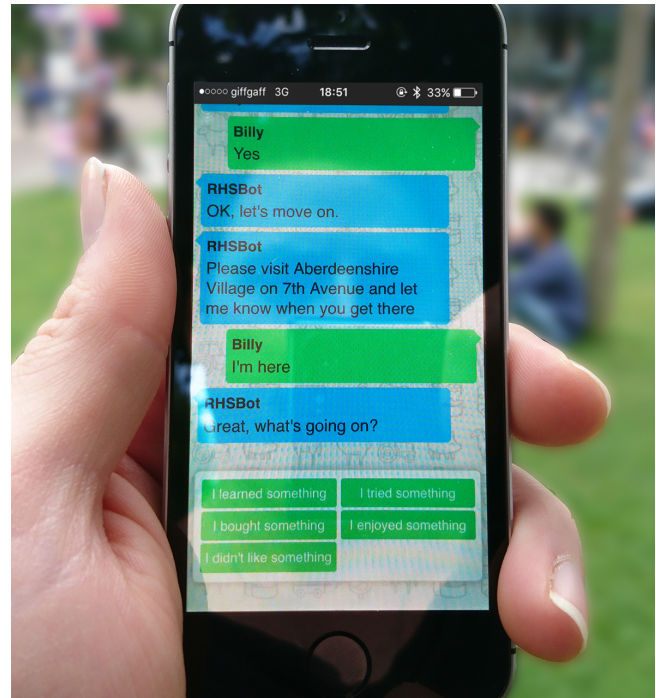 giffgaff 3G 18:51 33%
Billy
Yes
RHSBot
OK, let's move on.
RHSBot
Please visit Aberdeenshire
Village on 7th Avenue and let
me know when you get there
Billy
I'm here
RHSBot
Great, what's going on?
I learned something I tried something
I bought something I enjoyed something
I didn't like something